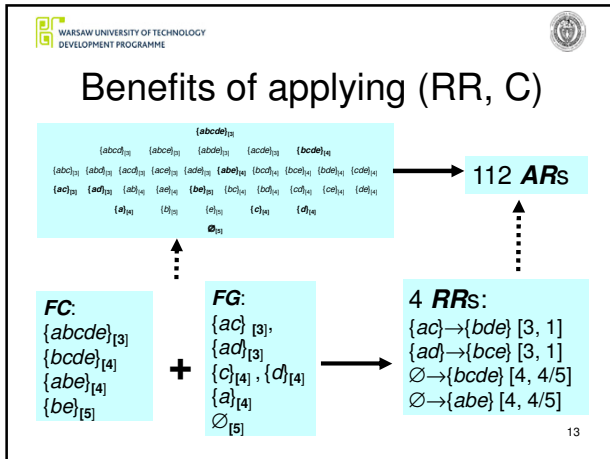 WARSAW UNIVERSITY OF TECHNOLOGY
DEVELOPMENT PROGRAMME
Benefits of applying (RR, C)
{abcde}[3]
{abcd}[3] {abce}[3] {abde}[3] {acde}[3] {bcde}[4]
{abc}[3] {abd}[3] {acd}[3] {ace}[3] {ade}[3] {abe}[4] {bcd}[4] {bce}[4] {bde}[4] {cde}[4]
{ac}[3] {ad}[3] {ab}[4] {ae}[4] {be}[5] {bc}[4] {bd}[4] {cd}[4] {ce}[4] {de}[4]
{a}[4] {b}[5] {e}[5] {c}[4] {d}[4]
∅[5]
112 ARs
FC:
{abcde}[3]
{bcde}[4]
{abe}[4]
{be}[5]
+
FG:
{ac} [3],
{ad}[3]
{c}[4] , {d}[4]
{a}[4]
∅[5]
4 RRs:
{ac}→{bde} [3, 1]
{ad}→{bce} [3, 1]
∅→{bcde} [4, 4/5]
∅→{abe} [4, 4/5]
13